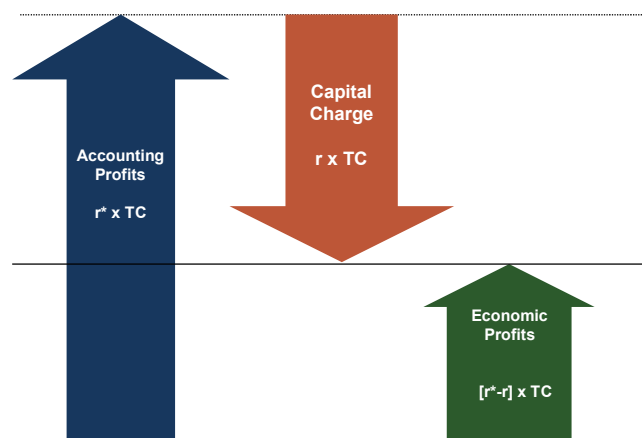 Accounting
Profits
r* x TC
Capital
Charge
r x TC
Economic
Profits
[r*-r] x TC